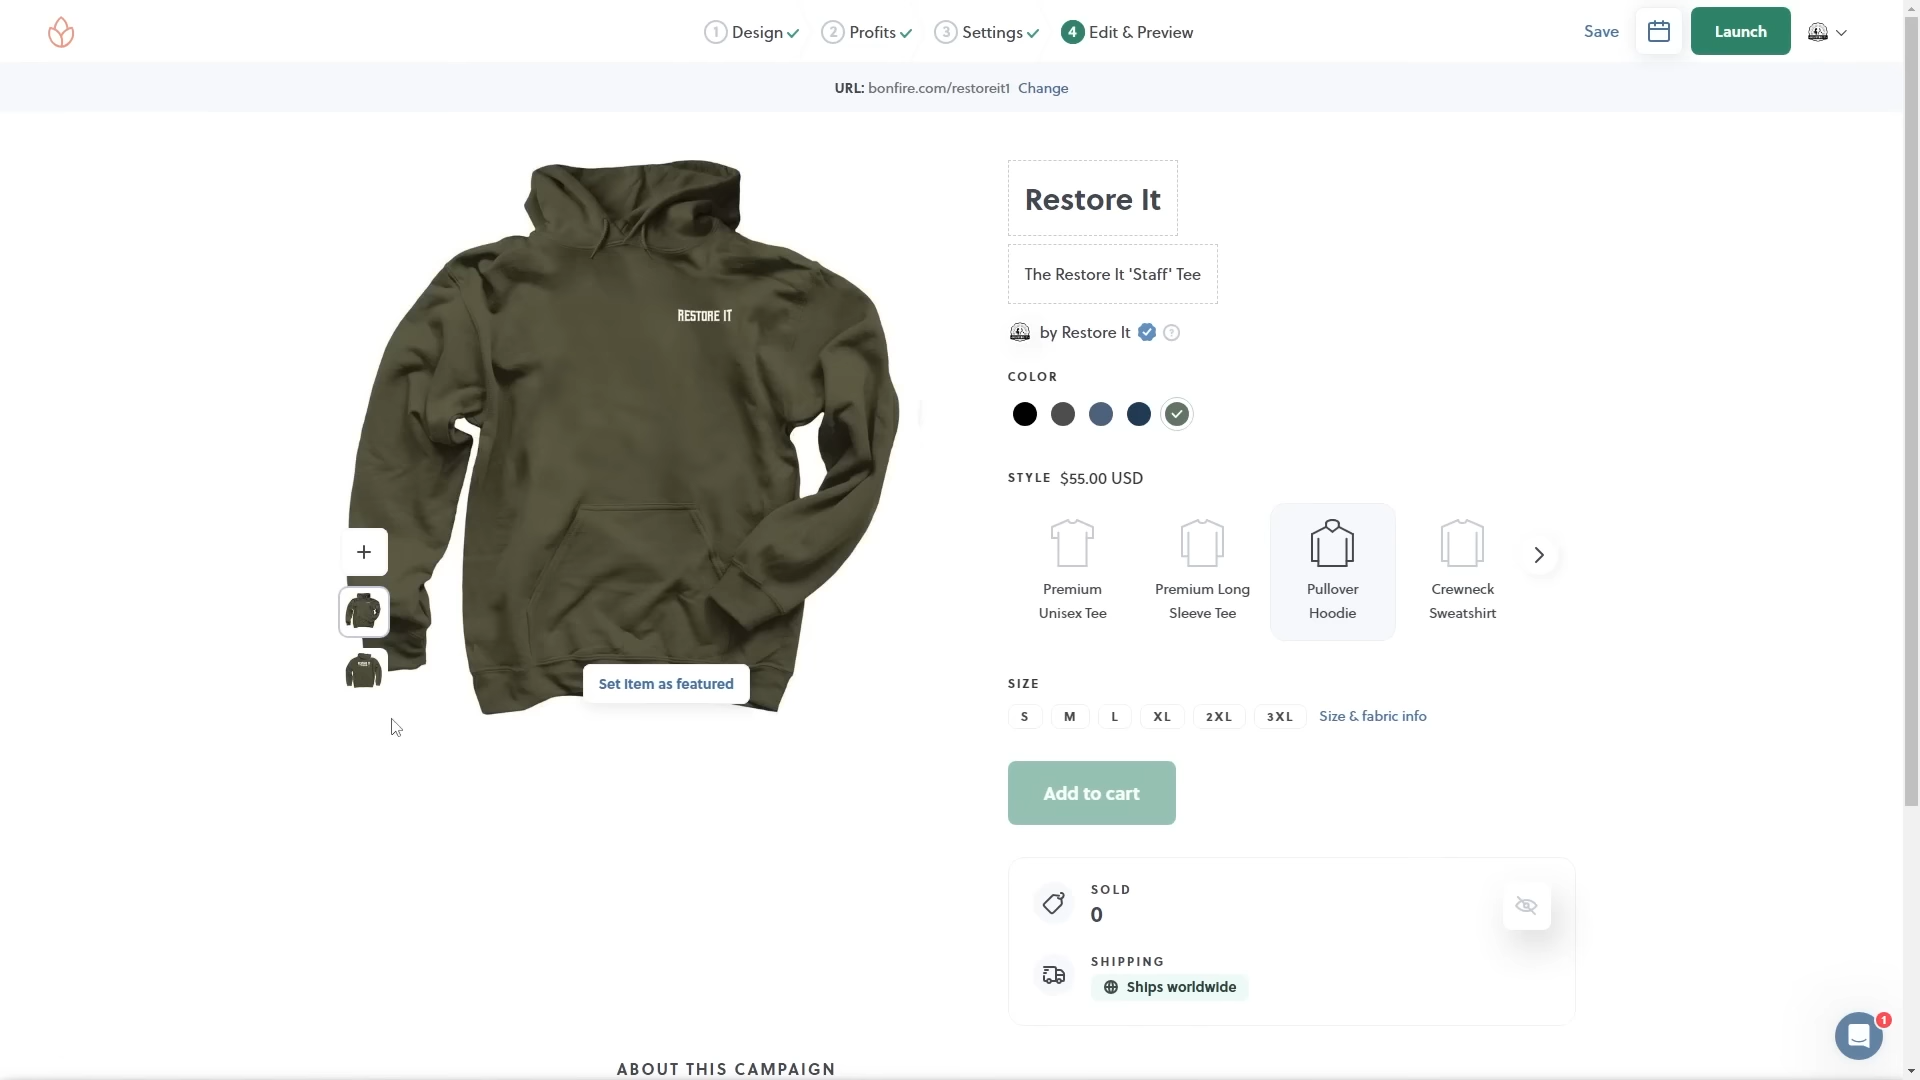 1 Design
2 Profits
3 Settings
4 Edit & Preview
Save
Launch
URL: bonfire.com/restoreit1 Change
RESTORE IT
Set item as featured
Restore It
The Restore It 'Staff' Tee
by Restore It
?
COLOR
STYLE $55.00 USD
Premium
Unisex Tee
Premium Long
Sleeve Tee
Pullover
Hoodie
Crewneck
Sweatshirt
SIZE
S M L XL 2XL 3XL Size & fabric info
Add to cart
SOLD
0
SHIPPING
Ships worldwide
1
ABOUT THIS CAMPAIGN